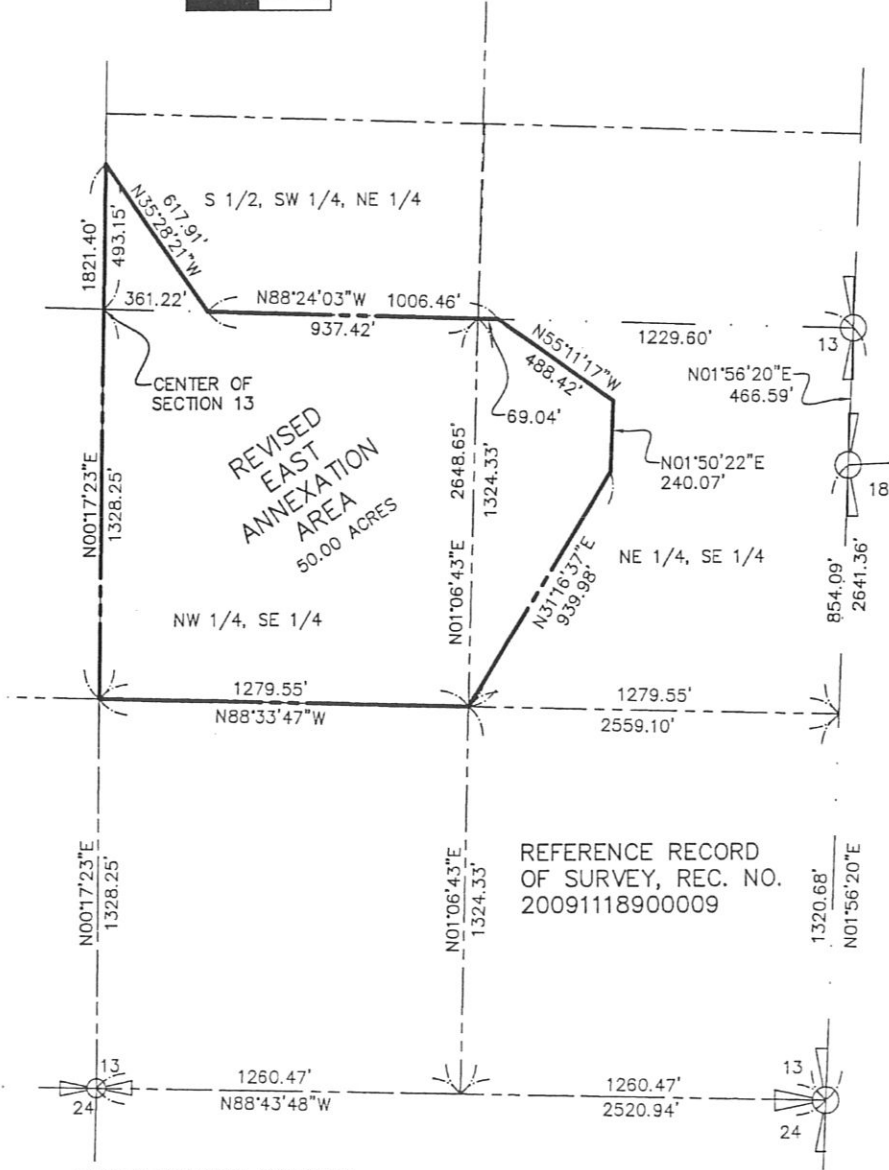 S 1/2, SW 1/4, NE 1/4
617.91'
N35°28'21"W
1821.40'
493.15'
361.22'
N88°24'03"W 1006.46'
937.42'
N55°11'17"W
488.42'
1229.60'
13
N01°56'20"E
466.59'
CENTER OF
SECTION 13
69.04'
REVISED
EAST
ANNEXATION
AREA
50.00 ACRES
2648.65'
1324.33'
N01°06'43"E
N01°50'22"E
240.07'
18
N00°17'23"E
1328.25'
N31°16'37"E
939.98'
NE 1/4, SE 1/4
854.09'
2641.36'
NW 1/4, SE 1/4
1279.55'
N88°33'47"W
1279.55'
2559.10'
N00°17'23"E
1328.25'
N01°06'43"E
1324.33'
REFERENCE RECORD
OF SURVEY, REC. NO.
20091118900009
1320.68'
N01°56'20"E
13
24
1260.47'
N88°43'48"W
1260.47'
2520.94'
13
24